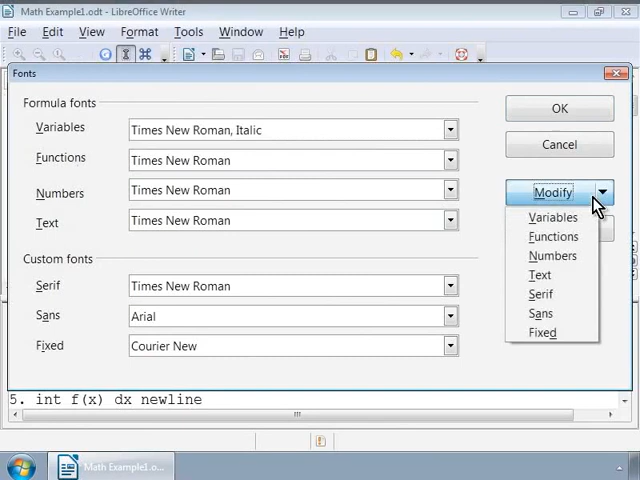 Math Example1.odt - LibreOffice Writer
File Edit View Format Tools Window Help
Fonts
Formula fonts
Variables Times New Roman, Italic
Functions Times New Roman
Numbers Times New Roman
Text Times New Roman
Custom fonts
Serif Times New Roman
Sans Arial
Fixed Courier New
OK
Cancel
Modify
Variables
Functions
Numbers
Text
Serif
Sans
Fixed
5. int f(x) dx newline
Math Example1.o...